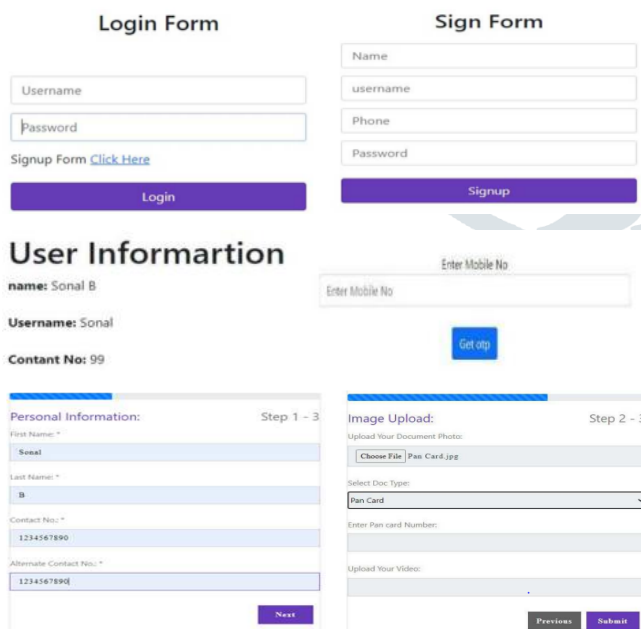 Login Form
Username
Password
Signup Form Click Here
Login
Sign Form
Name
username
Phone
Password
Signup
User Informartion
name: Sonal B
Username: Sonal
Contant No: 99
Enter Mobile No
Enter Mobile No
Get otp
Personal Information: Step 1 - 3
First Name: *
Sonal
Last Name: *
B
Contact No.: *
1234567890
Alternate Contact No.: *
1234567890
Next
Image Upload: Step 2 - 3
Upload Your Document Photo:
Choose File Pan Card.jpg
Select Doc Type:
Pan Card
Enter Pan card Number:
Upload Your Video:
Previous Submit